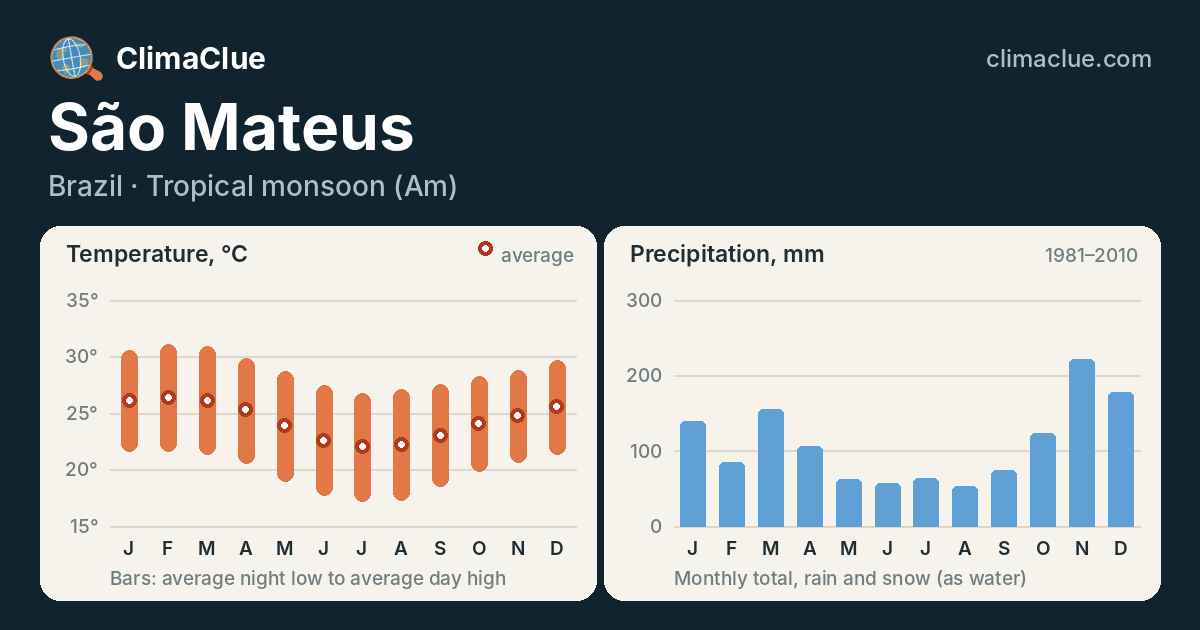 ClimaClue
climaclue.com
São Mateus
Brazil · Tropical monsoon (Am)
Temperature, °C
average
35°
30°
25°
20°
15°
J F M A M J J A S O N D
Bars: average night low to average day high
Precipitation, mm
1981–2010
300
200
100
0
J F M A M J J A S O N D
Monthly total, rain and snow (as water)